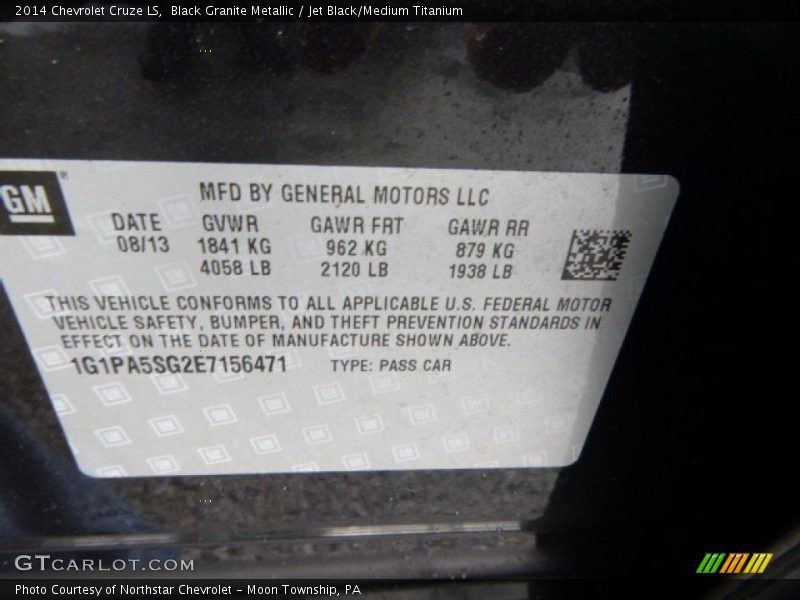 2014 Chevrolet Cruze LS,  Black Granite Metallic / Jet Black/Medium Titanium
GM®
MFD BY GENERAL MOTORS LLC
DATE GVWR GAWR FRT GAWR RR
08/13 1841 KG 962 KG 879 KG
4058 LB 2120 LB 1938 LB
THIS VEHICLE CONFORMS TO ALL APPLICABLE U.S. FEDERAL MOTOR
VEHICLE SAFETY, BUMPER, AND THEFT PREVENTION STANDARDS IN
EFFECT ON THE DATE OF MANUFACTURE SHOWN ABOVE.
1G1PA5SG2E7156471 TYPE: PASS CAR
GTCARLOT.COM
Photo Courtesy of Northstar Chevrolet - Moon Township, PA